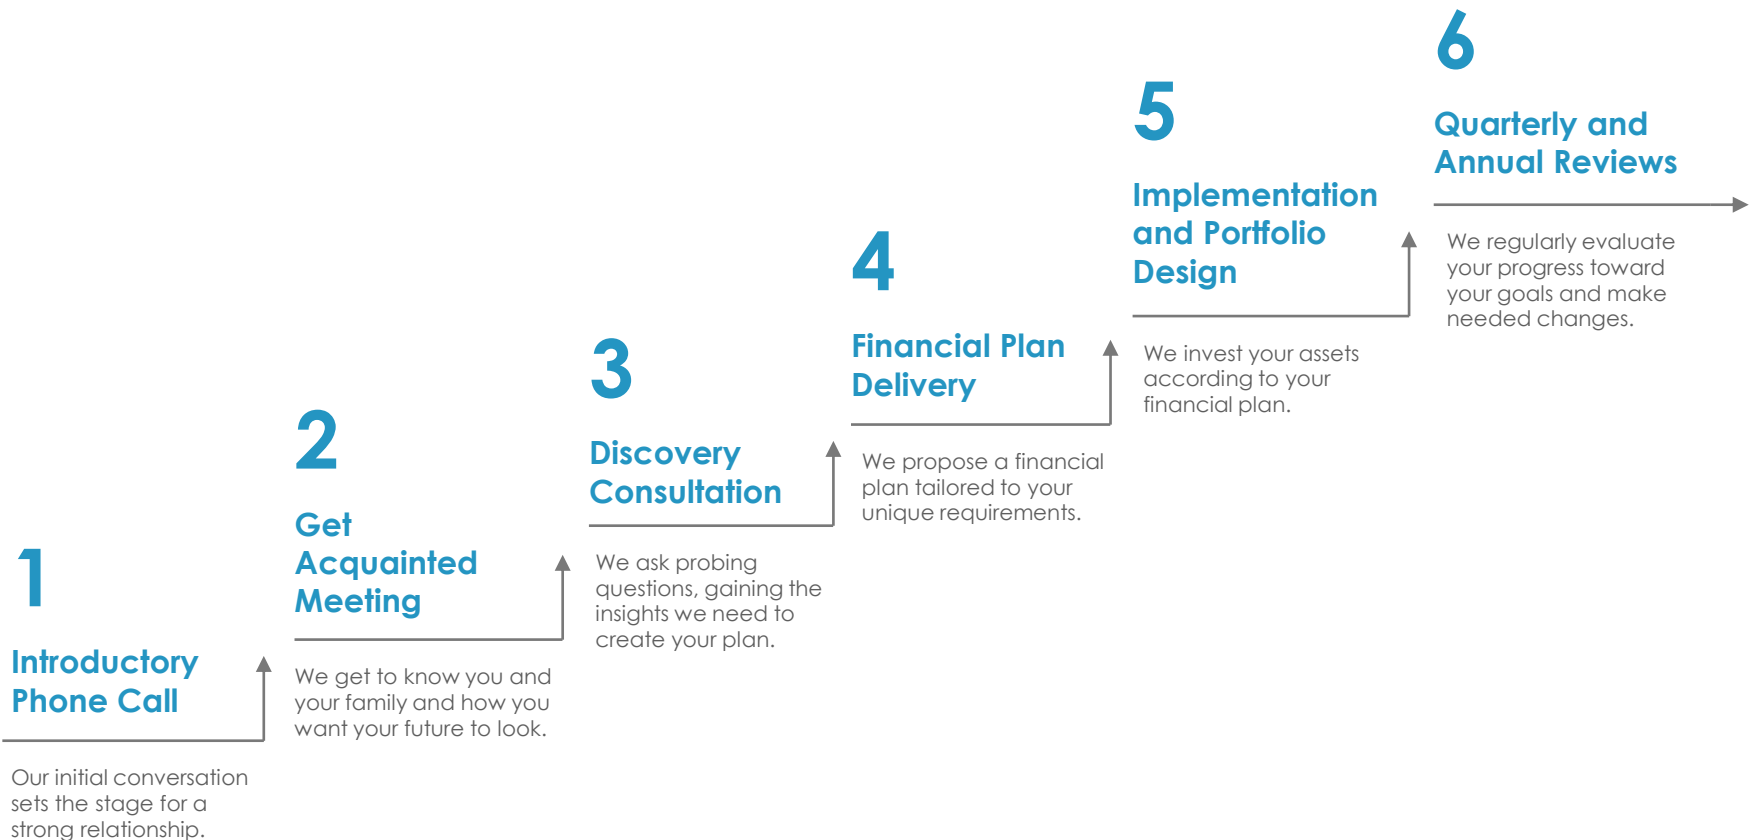 1
Introductory
Phone Call
Our initial conversation
sets the stage for a
strong relationship.
2
Get
Acquainted
Meeting
We get to know you and
your family and how you
want your future to look.
3
Discovery
Consultation
We ask probing
questions, gaining the
insights we need to
create your plan.
4
Financial Plan
Delivery
We propose a financial
plan tailored to your
unique requirements.
5
Implementation
and Portfolio
Design
We invest your assets
according to your
financial plan.
6
Quarterly and
Annual Reviews
We regularly evaluate
your progress toward
your goals and make
needed changes.